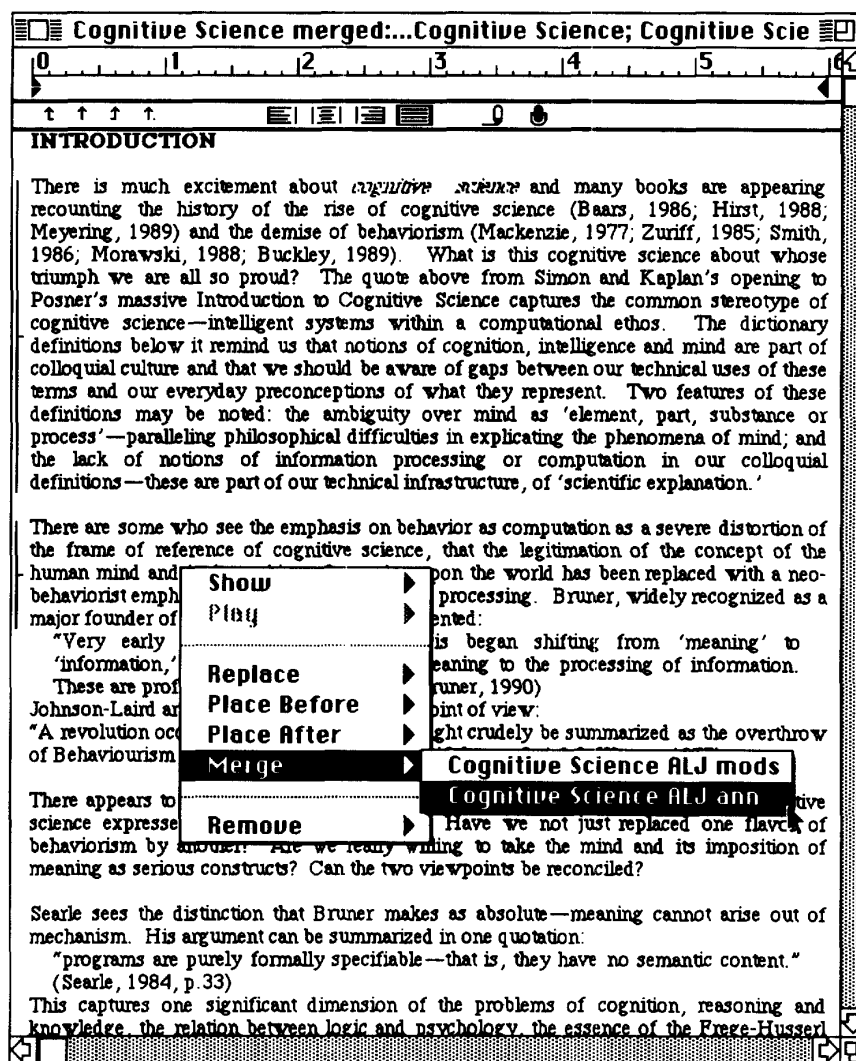 Cognitive Science merged:...Cognitive Science; Cognitive Scie
0 1 2 3 4 5 6
INTRODUCTION
There is much excitement about cognitive science and many books are appearing
recounting the history of the rise of cognitive science (Baars, 1986; Hirst, 1988;
Meyering, 1989) and the demise of behaviorism (Mackenzie, 1977; Zuriff, 1985; Smith,
1986; Morawski, 1988; Buckley, 1989). What is this cognitive science about whose
triumph we are all so proud? The quote above from Simon and Kaplan's opening to
Posner's massive Introduction to Cognitive Science captures the common stereotype of
cognitive science—intelligent systems within a computational ethos. The dictionary
definitions below it remind us that notions of cognition, intelligence and mind are part of
colloquial culture and that we should be aware of gaps between our technical uses of these
terms and our everyday preconceptions of what they represent. Two features of these
definitions may be noted: the ambiguity over mind as 'element, part, substance or
process'—paralleling philosophical difficulties in explicating the phenomena of mind; and
the lack of notions of information processing or computation in our colloquial
definitions—these are part of our technical infrastructure, of 'scientific explanation.'
There are some who see the emphasis on behavior as computation as a severe distortion of
the frame of reference of cognitive science, that the legitimation of the concept of the
human mind and pon the world has been replaced with a neo-
behaviorist emph processing. Bruner, widely recognized as a
major founder of ented:
"Very early is began shifting from 'meaning' to
'information,' eaning to the processing of information.
These are prof runer, 1990)
Johnson-Laird an oint of view:
"A revolution occ ght crudely be summarized as the overthrow
of Behaviourism
Show
Play
Replace
Place Before
Place After
Merge
Remove
Cognitive Science ALJ mods
Cognitive Science ALJ ann
There appears to tive
science expresse Have we not just replaced one flavor of
behaviorism by another? Are we really willing to take the mind and its imposition of
meaning as serious constructs? Can the two viewpoints be reconciled?
Searle sees the distinction that Bruner makes as absolute—meaning cannot arise out of
mechanism. His argument can be summarized in one quotation:
"programs are purely formally specifiable—that is, they have no semantic content."
(Searle, 1984, p.33)
This captures one significant dimension of the problems of cognition, reasoning and
knowledge, the relation between logic and psychology, the essence of the Frege-Husserl